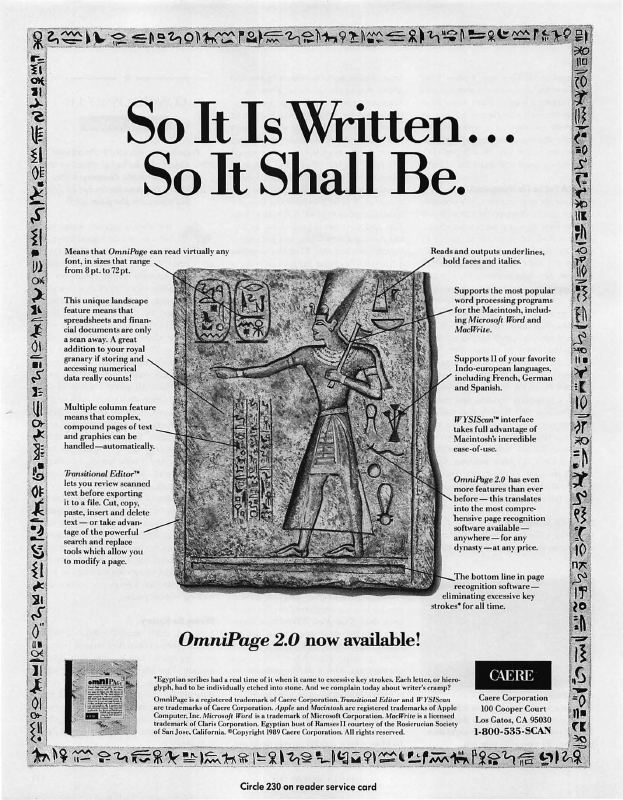 So It Is Written...
So It Shall Be.
Means that OmniPage can read virtually any
font, in sizes that range
from 8 pt. to 72 pt.
This unique landscape
feature means that
spreadsheets and finan-
cial documents are only
a scan away. A great
addition to your royal
granary if storing and
accessing numerical
data really counts!
Multiple column feature
means that complex,
compound pages of text
and graphics can be
handled—automatically.
Transitional Editor™
lets you review scanned
text before exporting
it to a file. Cut, copy,
paste, insert and delete
text — or take advan-
tage of the powerful
search and replace
tools which allow you
to modify a page.
Reads and outputs underlines,
bold faces and italics.
Supports the most popular
word processing programs
for the Macintosh, includ-
ing Microsoft Word and
MacWrite.
Supports 11 of your favorite
Indo-european languages,
including French, German
and Spanish.
WYSIScan™ interface
takes full advantage of
Macintosh's incredible
ease-of-use.
OmniPage 2.0 has even
more features than ever
before — this translates
into the most compre-
hensive page recognition
software available—
anywhere — for any
dynasty — at any price.
The bottom line in page
recognition software—
eliminating excessive key
strokes* for all time.
OmniPage 2.0 now available!
*Egyptian scribes had a real time of it when it came to excessive key strokes. Each letter, or hiero-
glyph, had to be individually etched into stone. And we complain today about writer's cramp?
OmniPage is a registered trademark of Caere Corporation. Transitional Editor and WYSIScan
are trademarks of Caere Corporation. Apple and Macintosh are registered trademarks of Apple
Computer, Inc. Microsoft Word is a trademark of Microsoft Corporation. MacWrite is a licensed
trademark of Claris Corporation. Egyptian bust of Ramses II courtesy of the Rosicrucian Society
of San Jose, California. ©Copyright 1989 Caere Corporation. All rights reserved.
omniPage
CAERE
Caere Corporation
100 Cooper Court
Los Gatos, CA 95030
1-800-535-SCAN
Circle 230 on reader service card